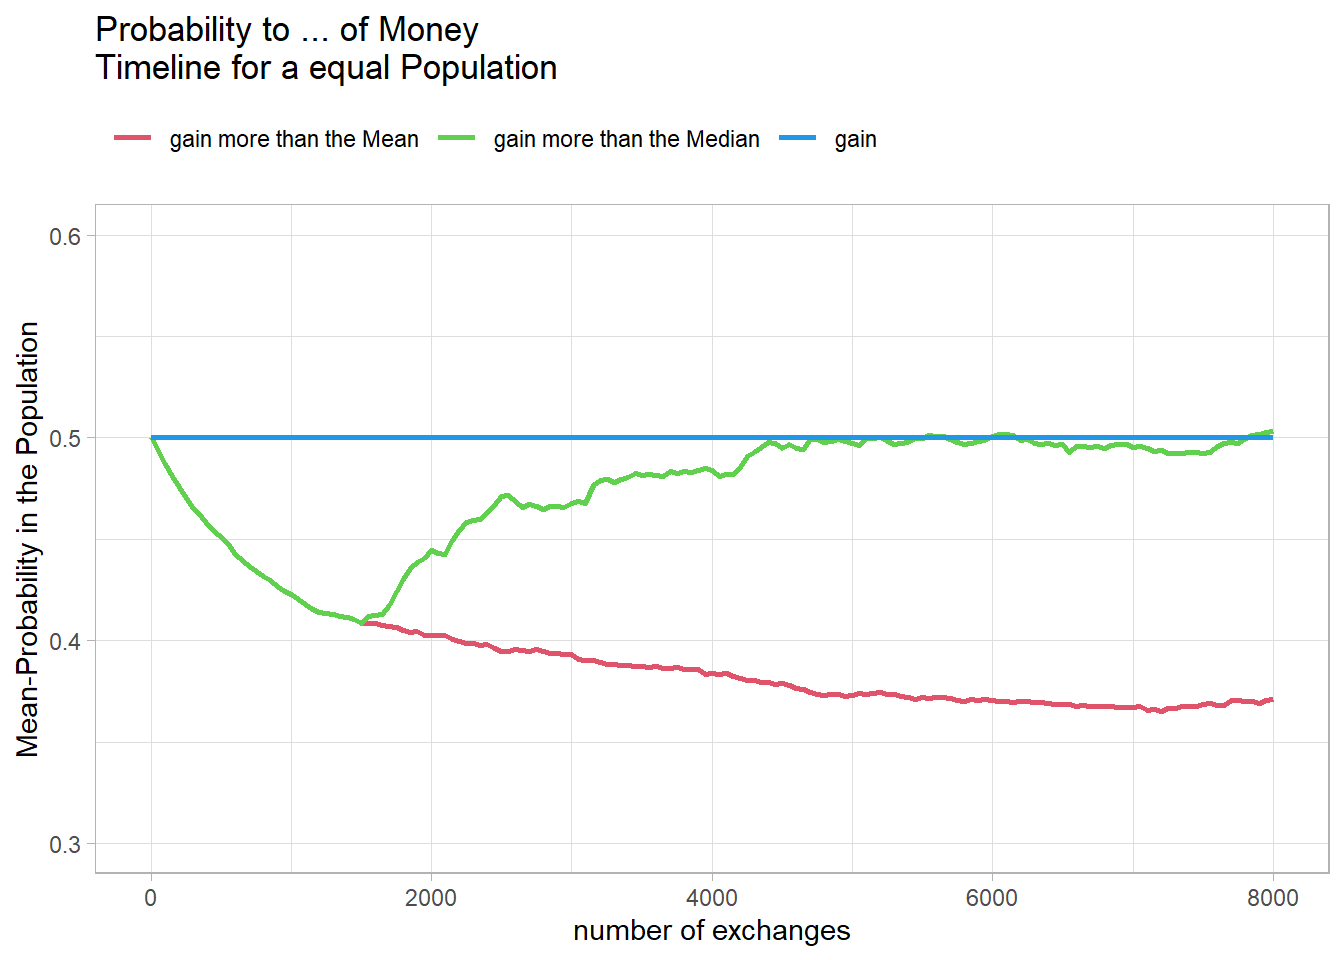 Probability to ... of Money
Timeline for a equal Population
gain more than the Mean gain more than the Median gain
Mean-Probability in the Population
0.6
0.5
0.4
0.3
0 2000 4000 6000 8000
number of exchanges